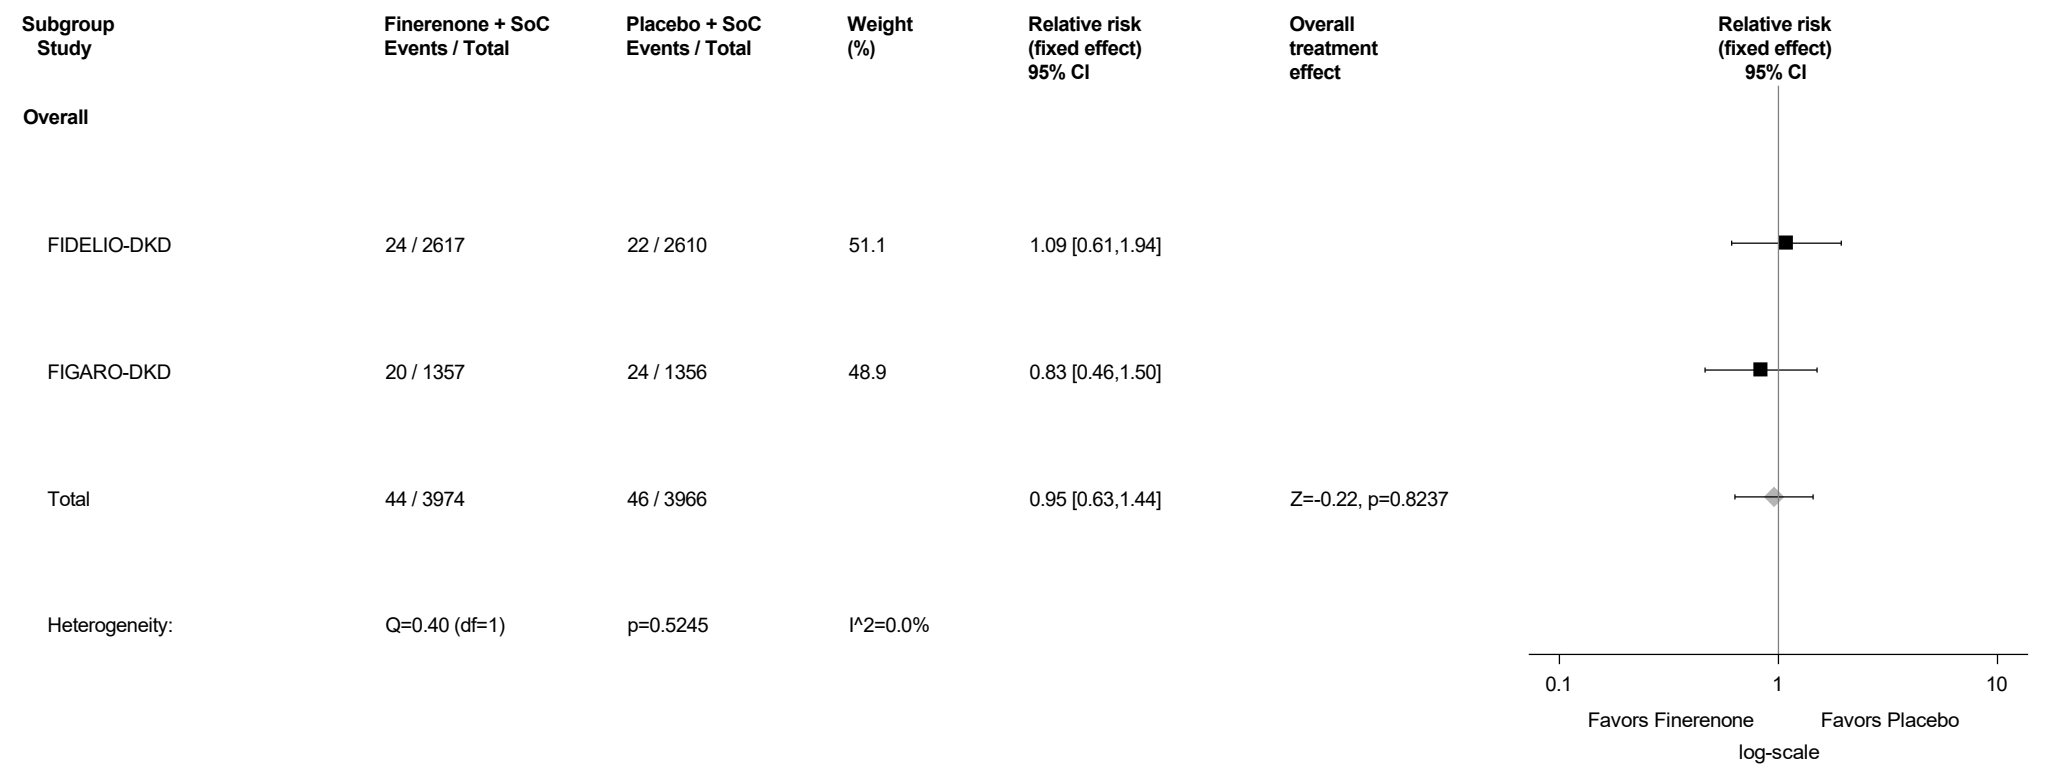 Subgroup Finerenone + SoC Placebo + SoC Weight Relative risk Overall Relative risk
Study Events / Total Events / Total (%) (fixed effect) treatment (fixed effect)
95% CI effect 95% CI
Overall
FIDELIO-DKD 24 / 2617 22 / 2610 51.1 1.09 [0.61,1.94]
FIGARO-DKD 20 / 1357 24 / 1356 48.9 0.83 [0.46,1.50]
Total 44 / 3974 46 / 3966 0.95 [0.63,1.44] Z=-0.22, p=0.8237
Heterogeneity: Q=0.40 (df=1) p=0.5245 I^2=0.0%
0.1 1 10
Favors Finerenone Favors Placebo
log-scale